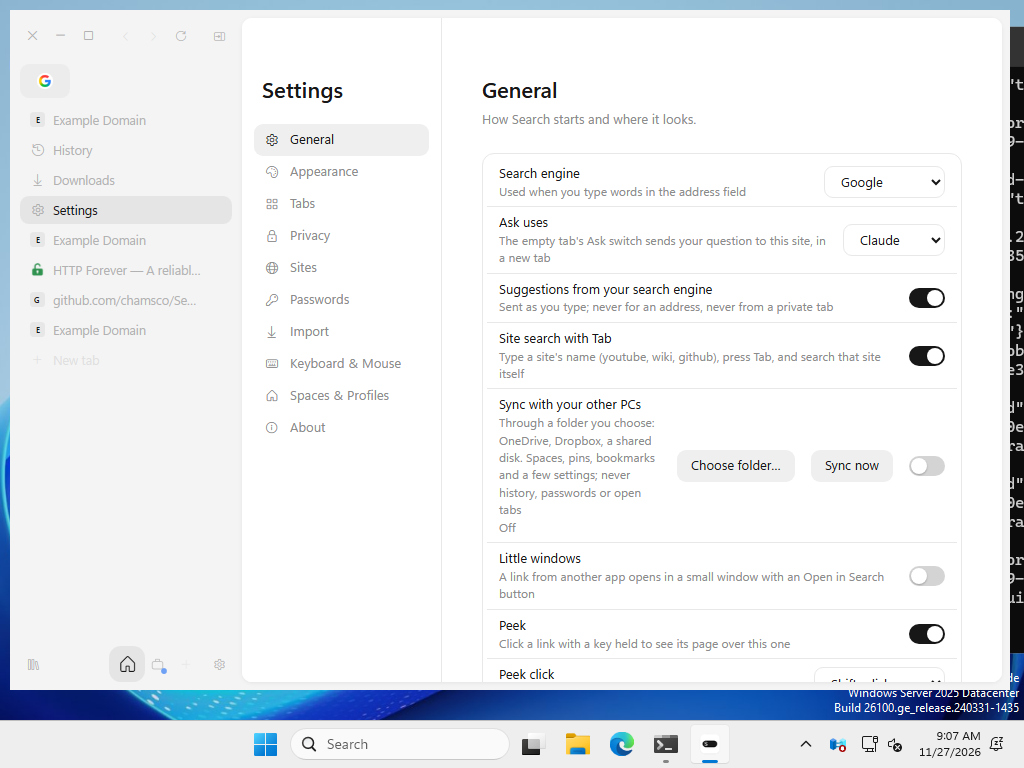 Settings
General
Appearance
Tabs
Privacy
Sites
Passwords
Import
Keyboard & Mouse
Spaces & Profiles
About
E Example Domain
History
Downloads
Settings
E Example Domain
HTTP Forever — A reliabl...
G github.com/chamsco/Se...
E Example Domain
New tab
General
How Search starts and where it looks.
Search engine
Used when you type words in the address field
Google
Ask uses
The empty tab's Ask switch sends your question to this site, in
a new tab
Claude
Suggestions from your search engine
Sent as you type; never for an address, never from a private tab
Site search with Tab
Type a site's name (youtube, wiki, github), press Tab, and search that site
itself
Sync with your other PCs
Through a folder you choose:
OneDrive, Dropbox, a shared
disk. Spaces, pins, bookmarks
and a few settings; never
history, passwords or open
tabs
Off
Choose folder...
Sync now
Little windows
A link from another app opens in a small window with an Open in Search
button
Peek
Click a link with a key held to see its page over this one
Peek click
Windows Server 2025 Datacenter
Build 26100.ge_release.240331-1435
Search
9:07 AM
11/27/2026